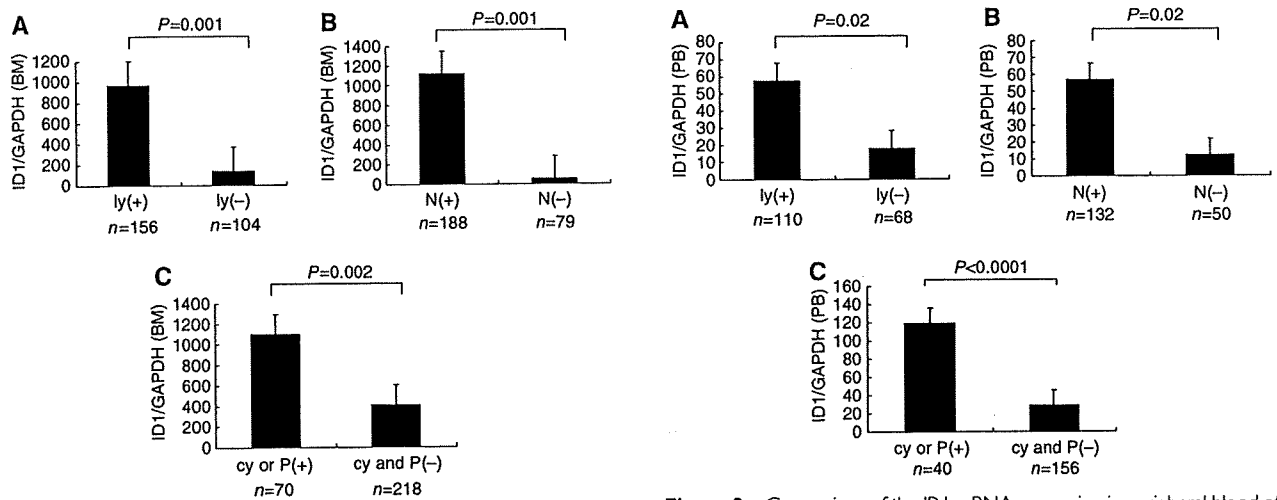 A
P=0.001
ID1/GAPDH (BM)
1200
1000
800
600
400
200
0
ly(+)
ly(–)
n=156
n=104
B
P=0.001
ID1/GAPDH (BM)
1400
1200
1000
800
600
400
200
0
N(+)
N(–)
n=188
n=79
C
P=0.002
ID1/GAPDH (BM)
1400
1200
1000
800
600
400
200
0
cy or P(+)
cy and P(–)
n=70
n=218
A
P=0.02
ID1/GAPDH (PB)
80
70
60
50
40
30
20
10
0
ly(+)
ly(–)
n=110
n=68
B
P=0.02
ID1/GAPDH (PB)
80
70
60
50
40
30
20
10
0
N(+)
N(–)
n=132
n=50
C
P<0.0001
ID1/GAPDH (PB)
160
140
120
100
80
60
40
20
0
cy or P(+)
cy and P(–)
n=40
n=156